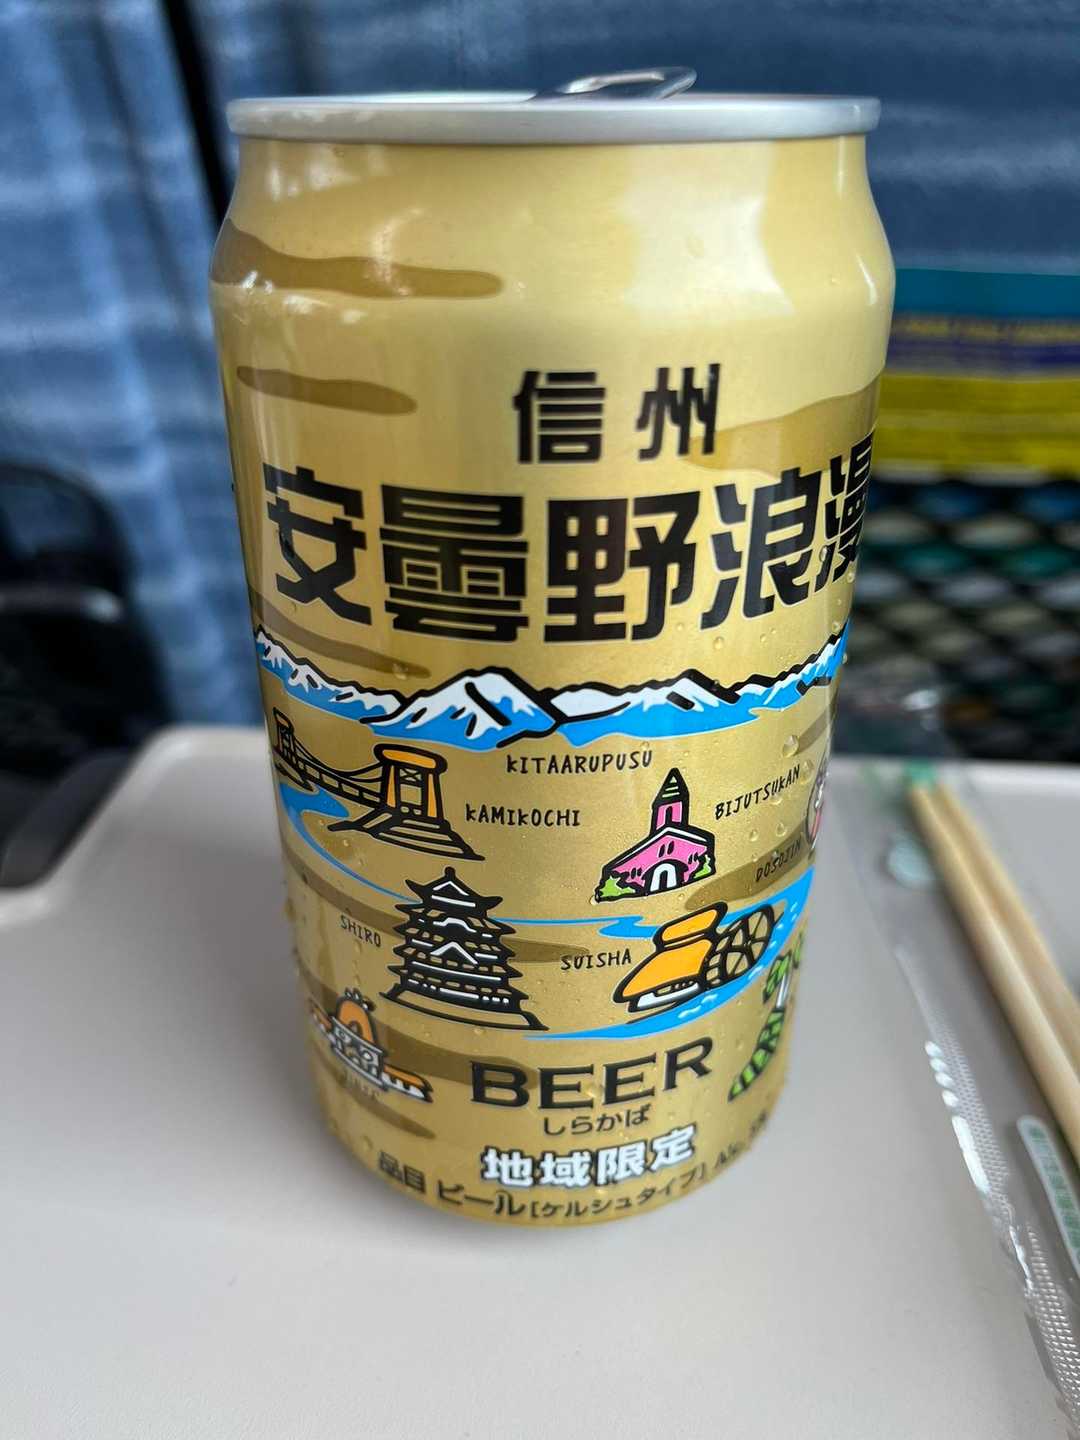 信州
安曇野浪漫
KITAARUPUSU
KAMIKOCHI
BIJUTSUKAN
DOSOJIN
SHIRO
SUISHA
BEER
しらかば
地域限定
品目 ビール[ケルシュタイプ] Alc.